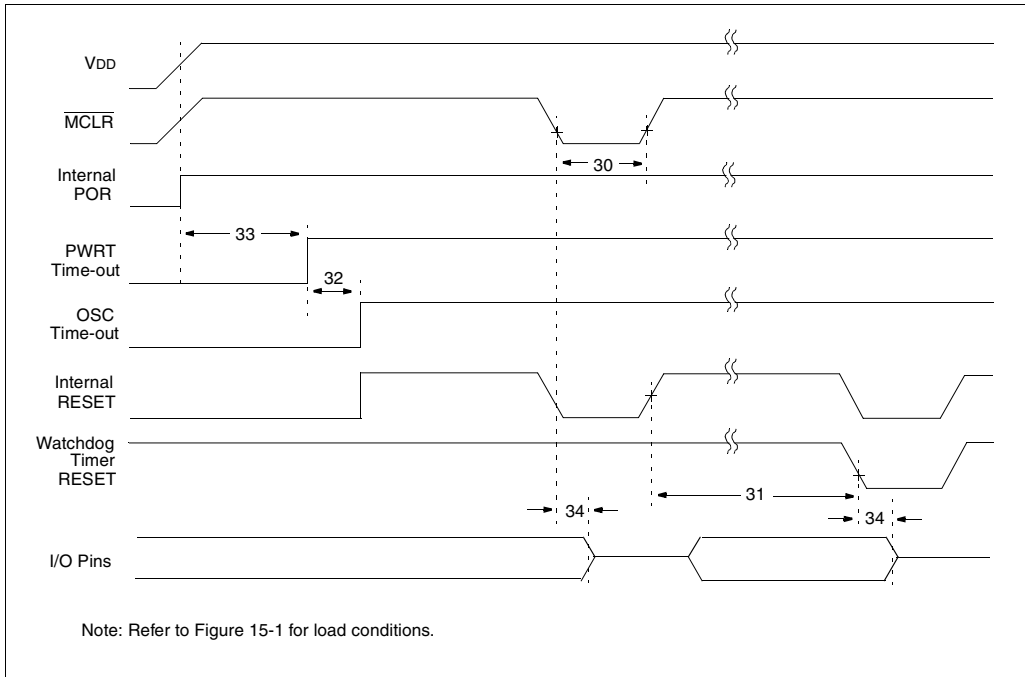 VDD
MCLR
30
Internal
POR
33
PWRT
Time-out
32
OSC
Time-out
Internal
RESET
Watchdog
Timer
RESET
31
34
34
I/O Pins
Note: Refer to Figure 15-1 for load conditions.